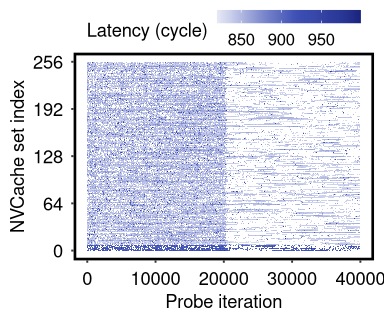 Latency (cycle)
850 900 950
256
192
128
64
0
NVCache set index
0 10000 20000 30000 40000
Probe iteration